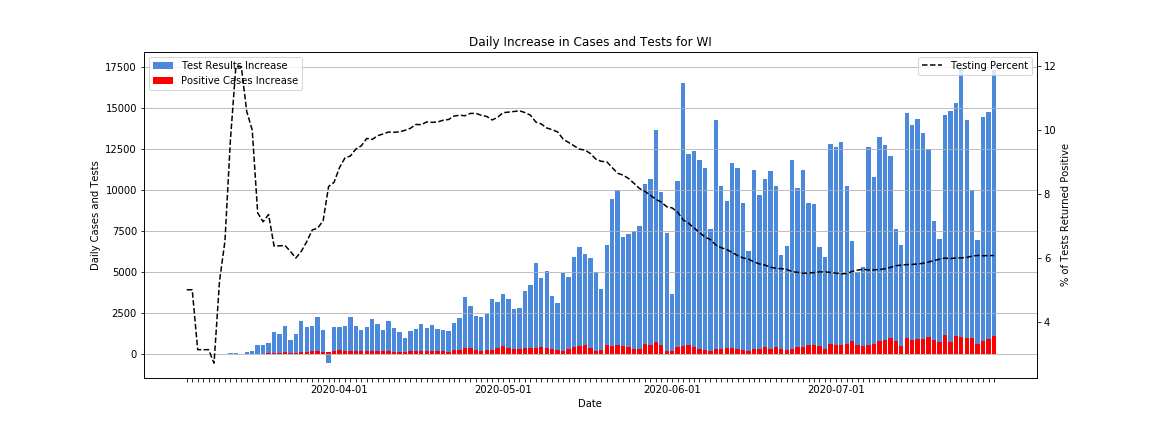 Daily Increase in Cases and Tests for WI
Test Results Increase
Positive Cases Increase
Testing Percent
17500
15000
12500
10000
7500
5000
2500
0
Daily Cases and Tests
12
10
8
6
4
% of Tests Returned Positive
2020-04-01
2020-05-01
2020-06-01
2020-07-01
Date